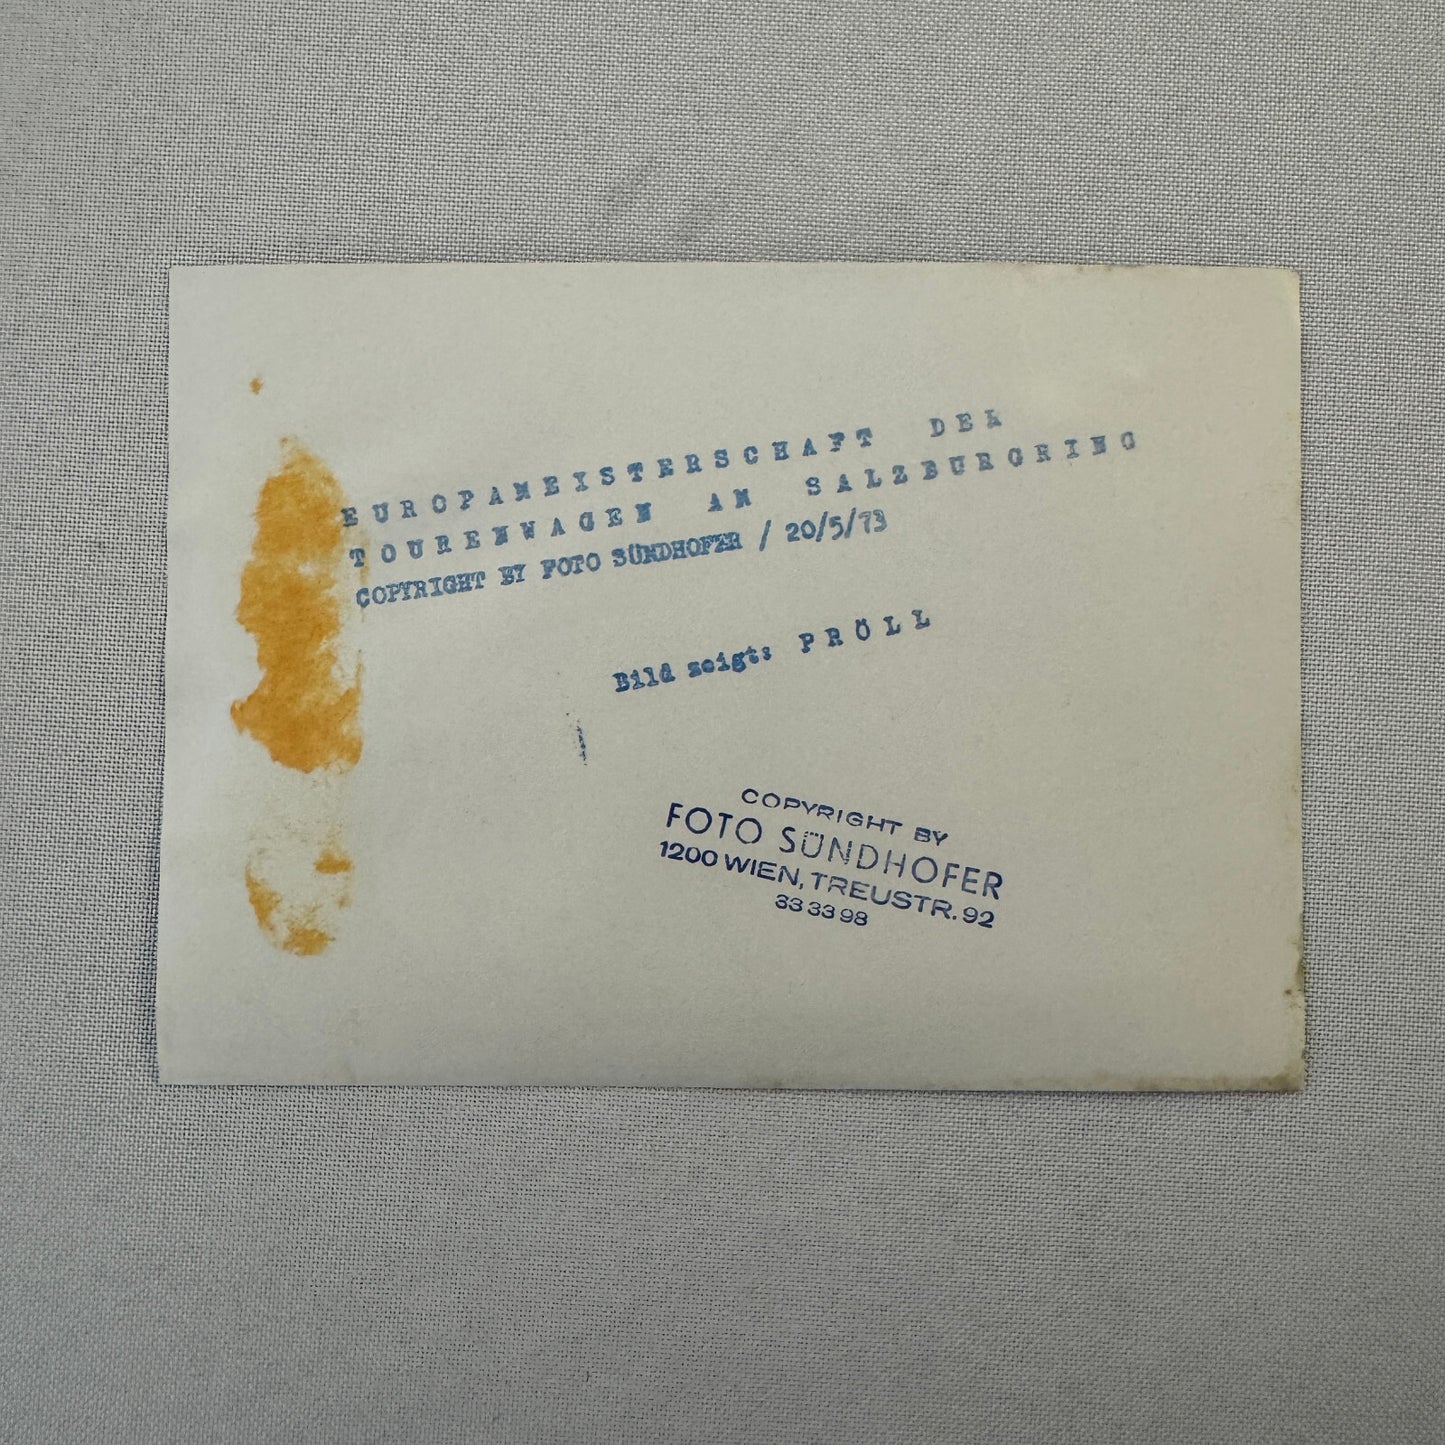 EUROPAMEISTERSCHAFT DER
TOURENWAGEN AM SALZBURGRING
COPYRIGHT BY FOTO SÜNDHOFER / 20/5/73
Bild zeigt: PRÖLL
COPYRIGHT BY
FOTO SÜNDHOFER
1200 WIEN, TREUSTR. 92
33 33 98